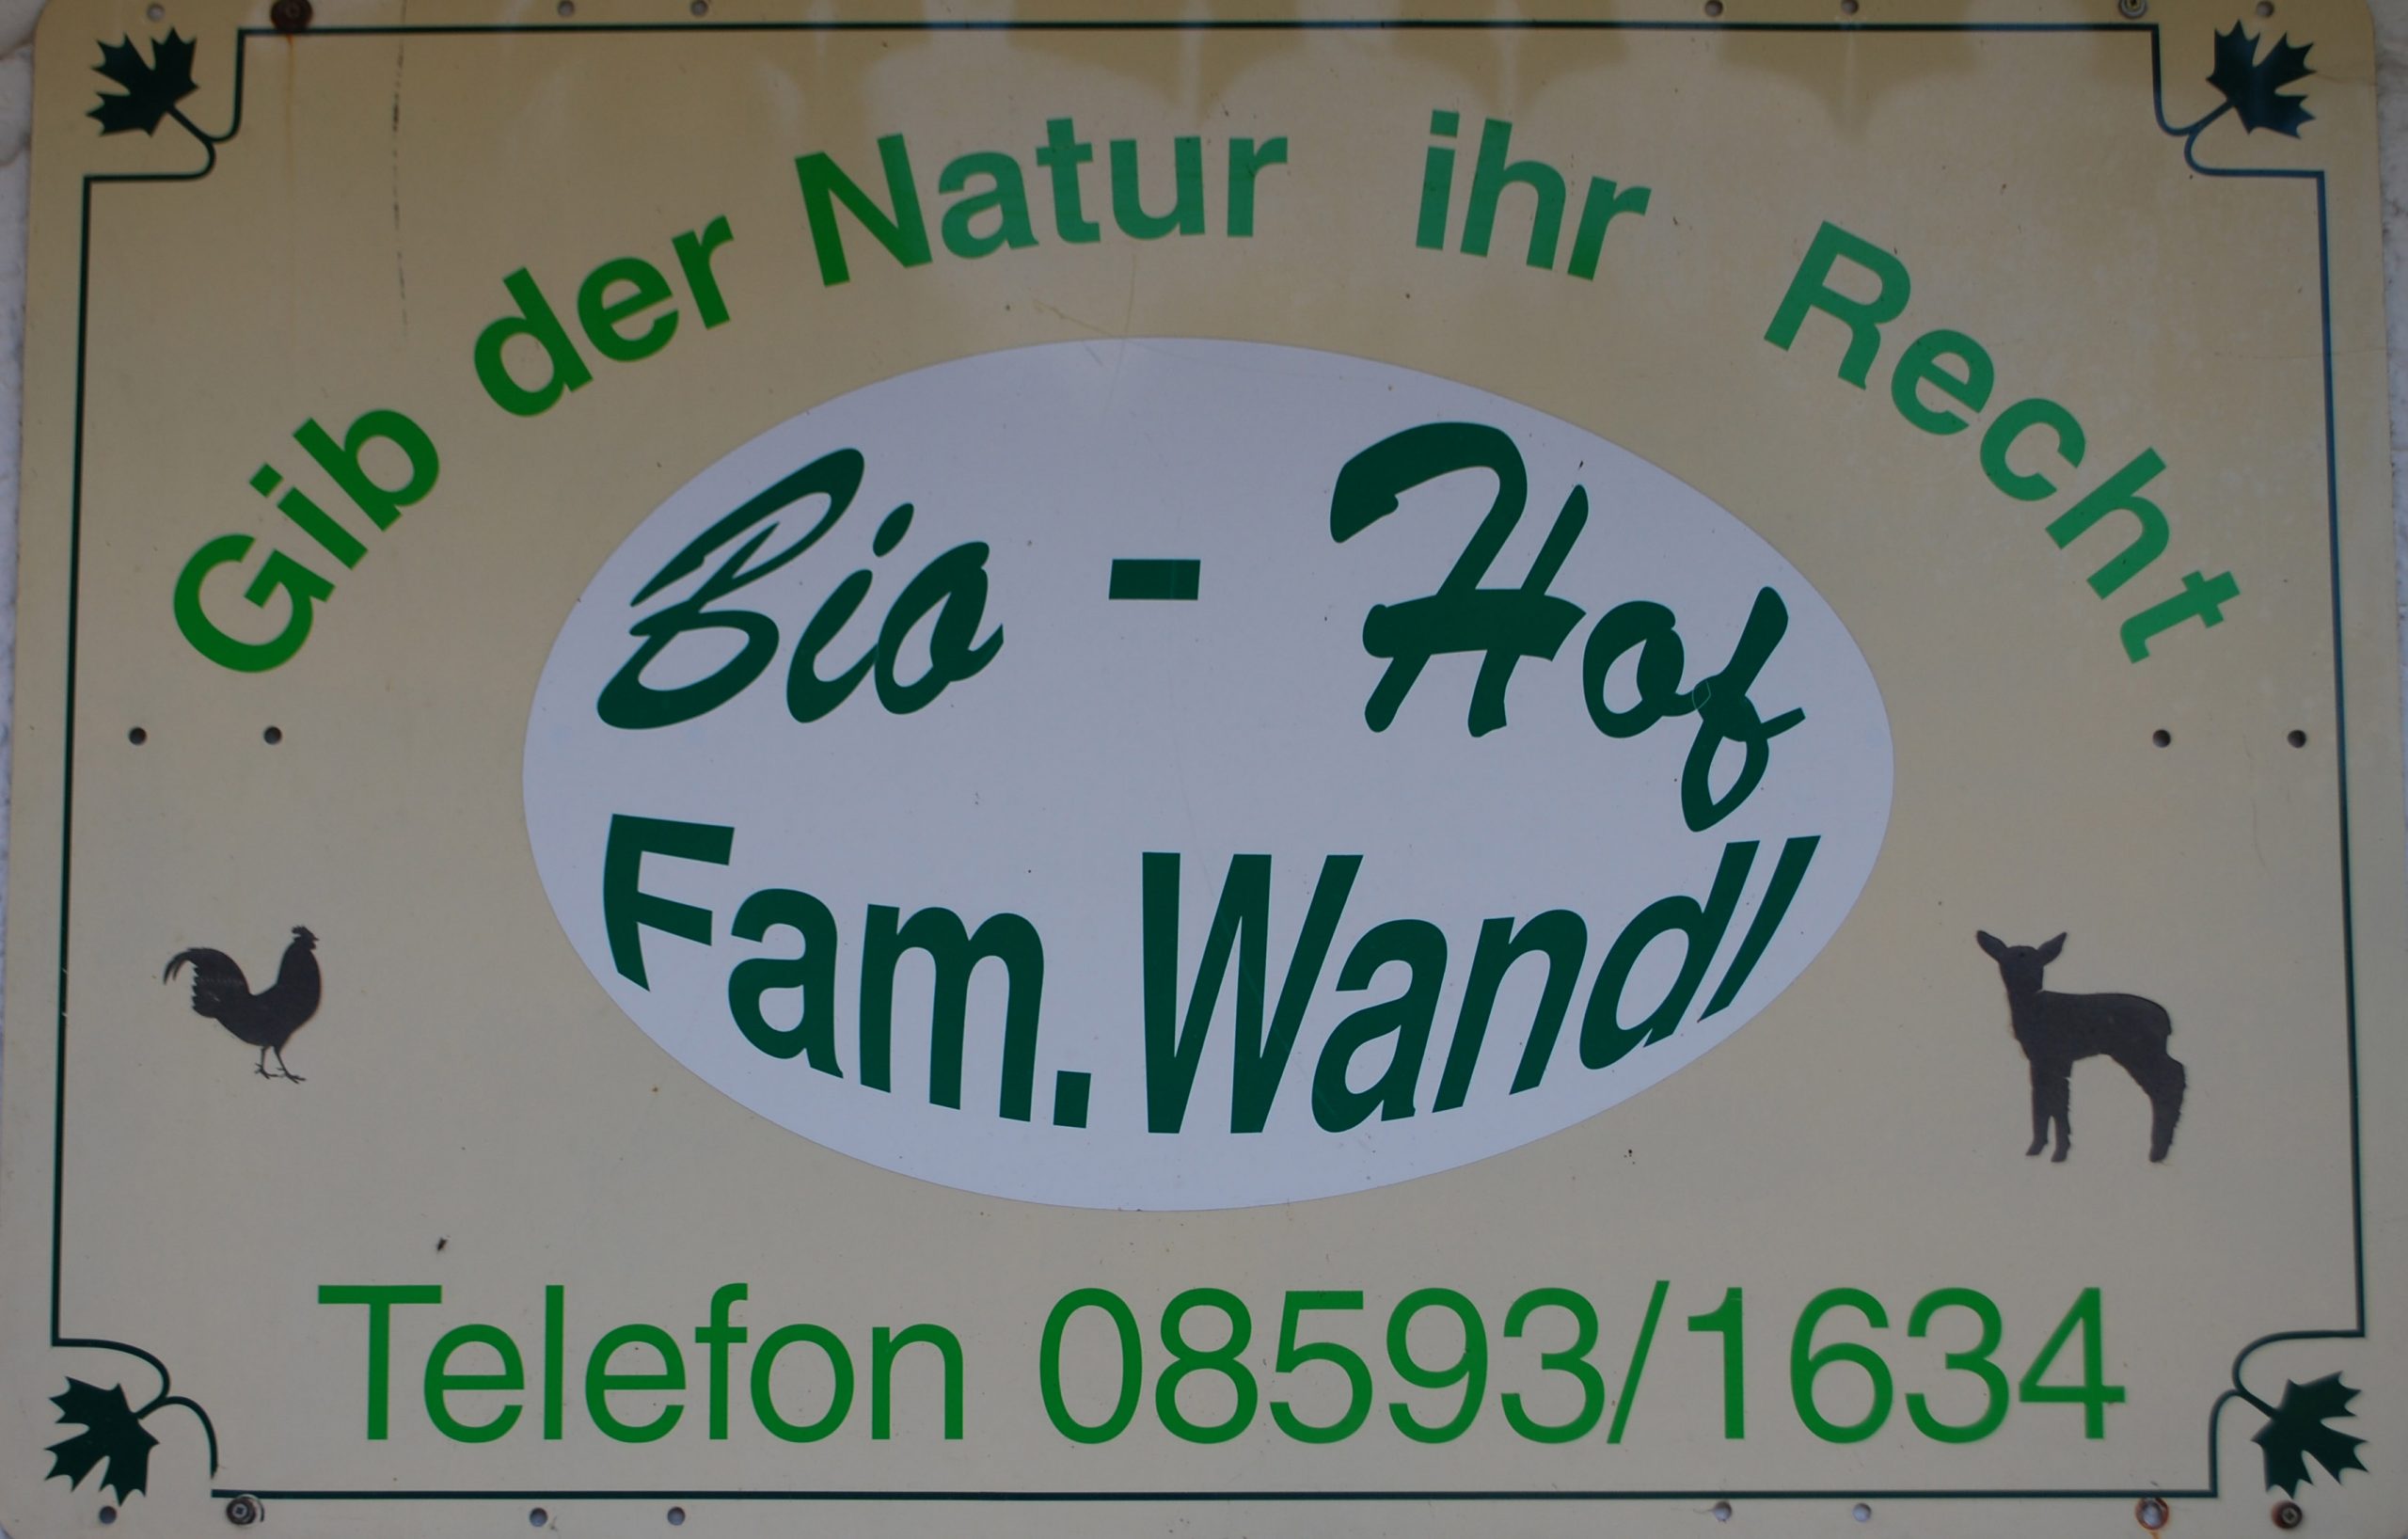 Gib der Natur ihr Recht
Bio - Hof
Fam. Wandl
Telefon 08593/1634